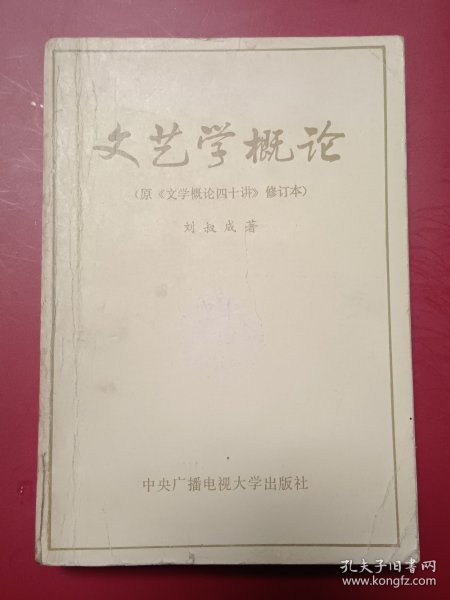 文艺学概论
(原《文学概论四十讲》修订本)
刘叔成著
中央广播电视大学出版社
孔夫子旧书网
www.kongfz.com